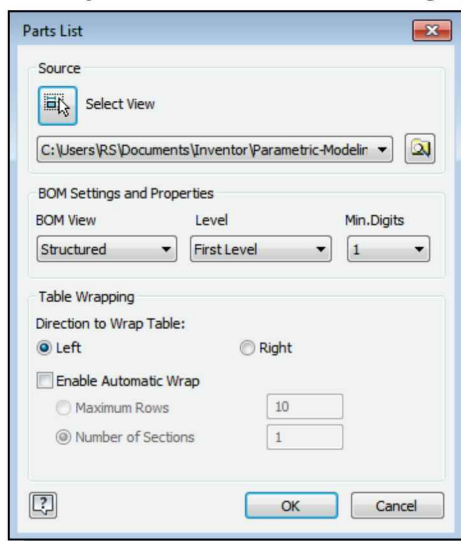 Parts List
Source
Select View
C:\Users\RS\Documents\Inventor\Parametric-Modelin
BOM Settings and Properties
BOM View Level Min.Digits
Structured First Level 1
Table Wrapping
Direction to Wrap Table:
Left Right
Enable Automatic Wrap
Maximum Rows 10
Number of Sections 1
? OK Cancel